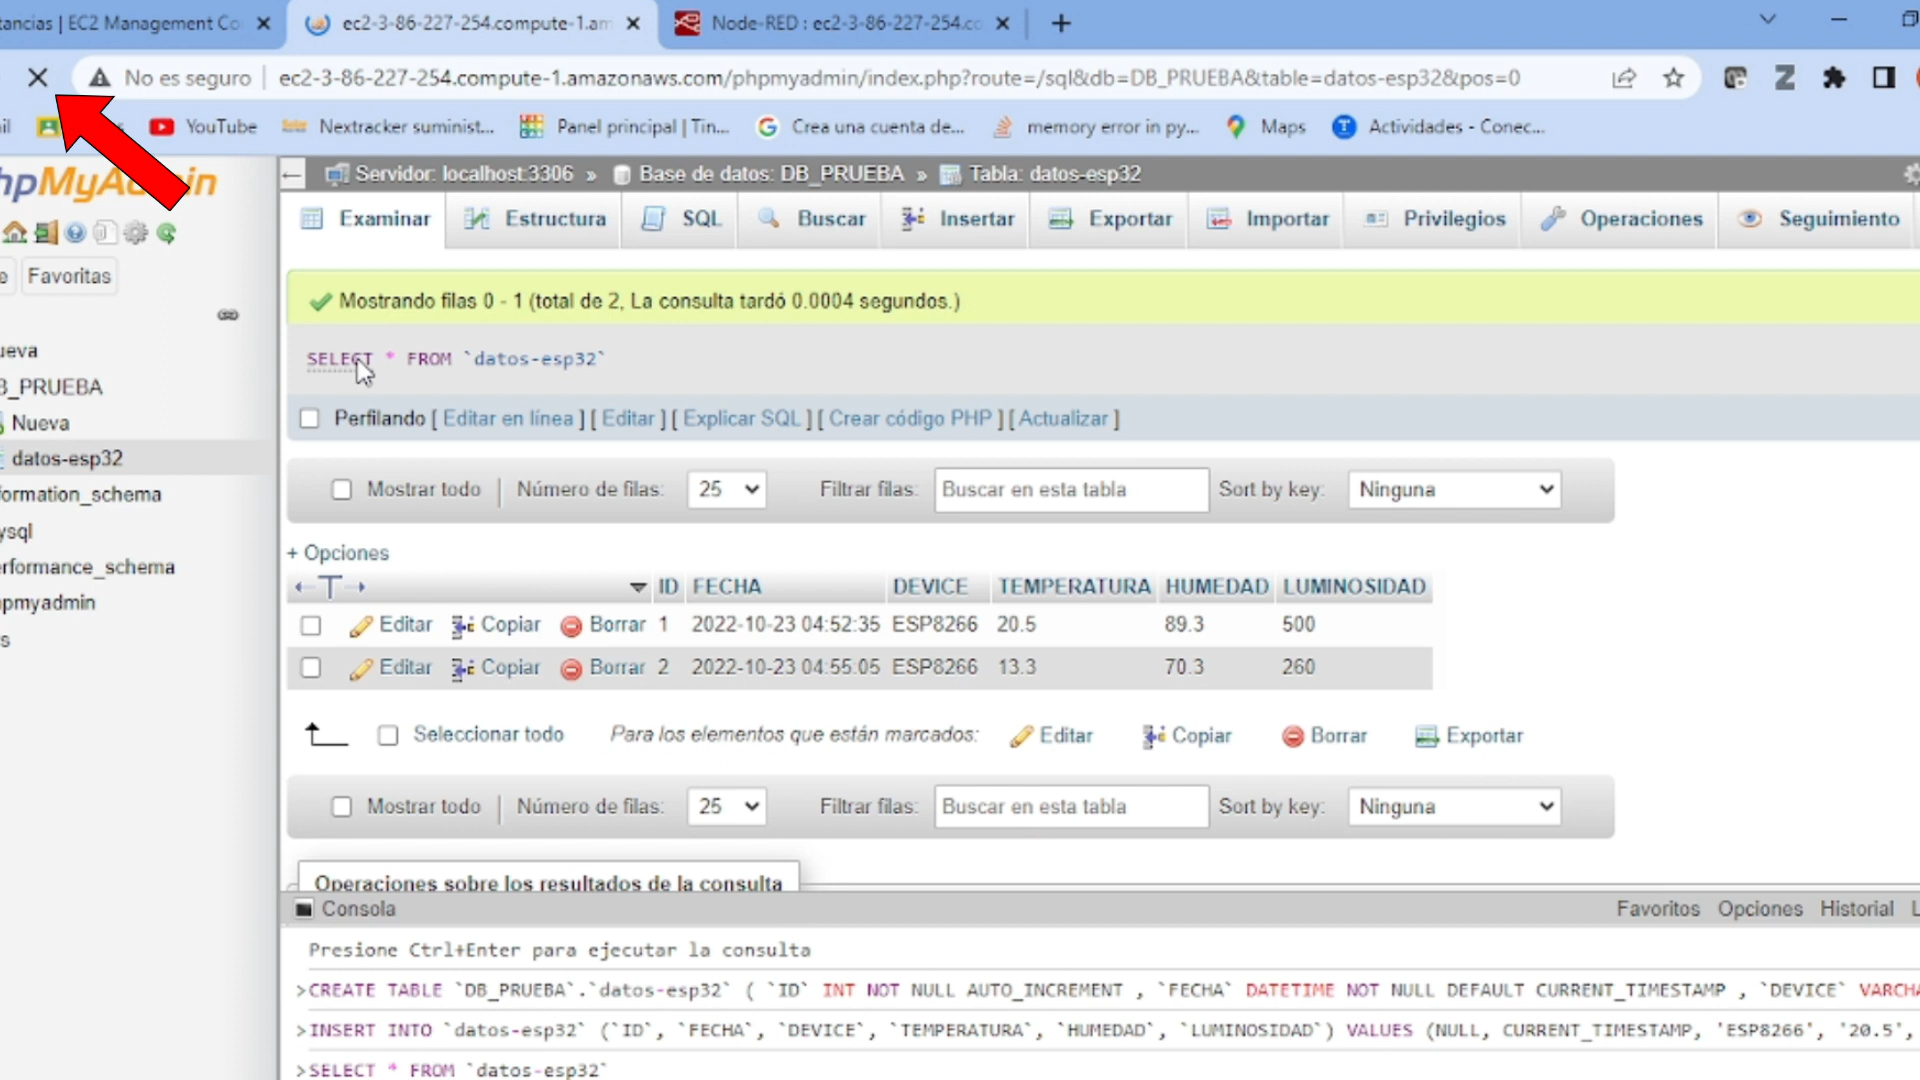 tancias | EC2 Management Co
ec2-3-86-227-254.compute-1.am
Node-RED : ec2-3-86-227-254.co
No es seguro
ec2-3-86-227-254.compute-1.amazonaws.com/phpmyadmin/index.php?route=/sql&db=DB_PRUEBA&table=datos-esp32&pos=0
il
YouTube
Nextracker suminist...
Panel principal | Tin...
Crea una cuenta de...
memory error in py...
Maps
Actividades - Conec...
hpMyAdmin
Servidor: localhost:3306 » Base de datos: DB_PRUEBA » Tabla: datos-esp32
Examinar
Estructura
SQL
Buscar
Insertar
Exportar
Importar
Privilegios
Operaciones
Seguimiento
e
Favoritas
ueva
B_PRUEBA
Nueva
datos-esp32
formation_schema
ysql
erformance_schema
pmyadmin
s
Mostrando filas 0 - 1 (total de 2, La consulta tardó 0.0004 segundos.)
SELECT * FROM `datos-esp32`
Perfilando [ Editar en línea ] [ Editar ] [ Explicar SQL ] [ Crear código PHP ] [ Actualizar ]
Mostrar todo | Número de filas: 25 Filtrar filas: Buscar en esta tabla Sort by key: Ninguna
+ Opciones
ID FECHA DEVICE TEMPERATURA HUMEDAD LUMINOSIDAD
Editar Copiar Borrar 1 2022-10-23 04:52:35 ESP8266 20.5 89.3 500
Editar Copiar Borrar 2 2022-10-23 04:55:05 ESP8266 13.3 70.3 260
Seleccionar todo Para los elementos que están marcados: Editar Copiar Borrar Exportar
Mostrar todo | Número de filas: 25 Filtrar filas: Buscar en esta tabla Sort by key: Ninguna
Operaciones sobre los resultados de la consulta
Consola
Favoritos Opciones Historial L
Presione Ctrl+Enter para ejecutar la consulta
>CREATE TABLE `DB_PRUEBA`.`datos-esp32` ( `ID` INT NOT NULL AUTO_INCREMENT , `FECHA` DATETIME NOT NULL DEFAULT CURRENT_TIMESTAMP , `DEVICE` VARCHA
>INSERT INTO `datos-esp32` (`ID`, `FECHA`, `DEVICE`, `TEMPERATURA`, `HUMEDAD`, `LUMINOSIDAD`) VALUES (NULL, CURRENT_TIMESTAMP, 'ESP8266', '20.5',
>SELECT * FROM `datos-esp32`